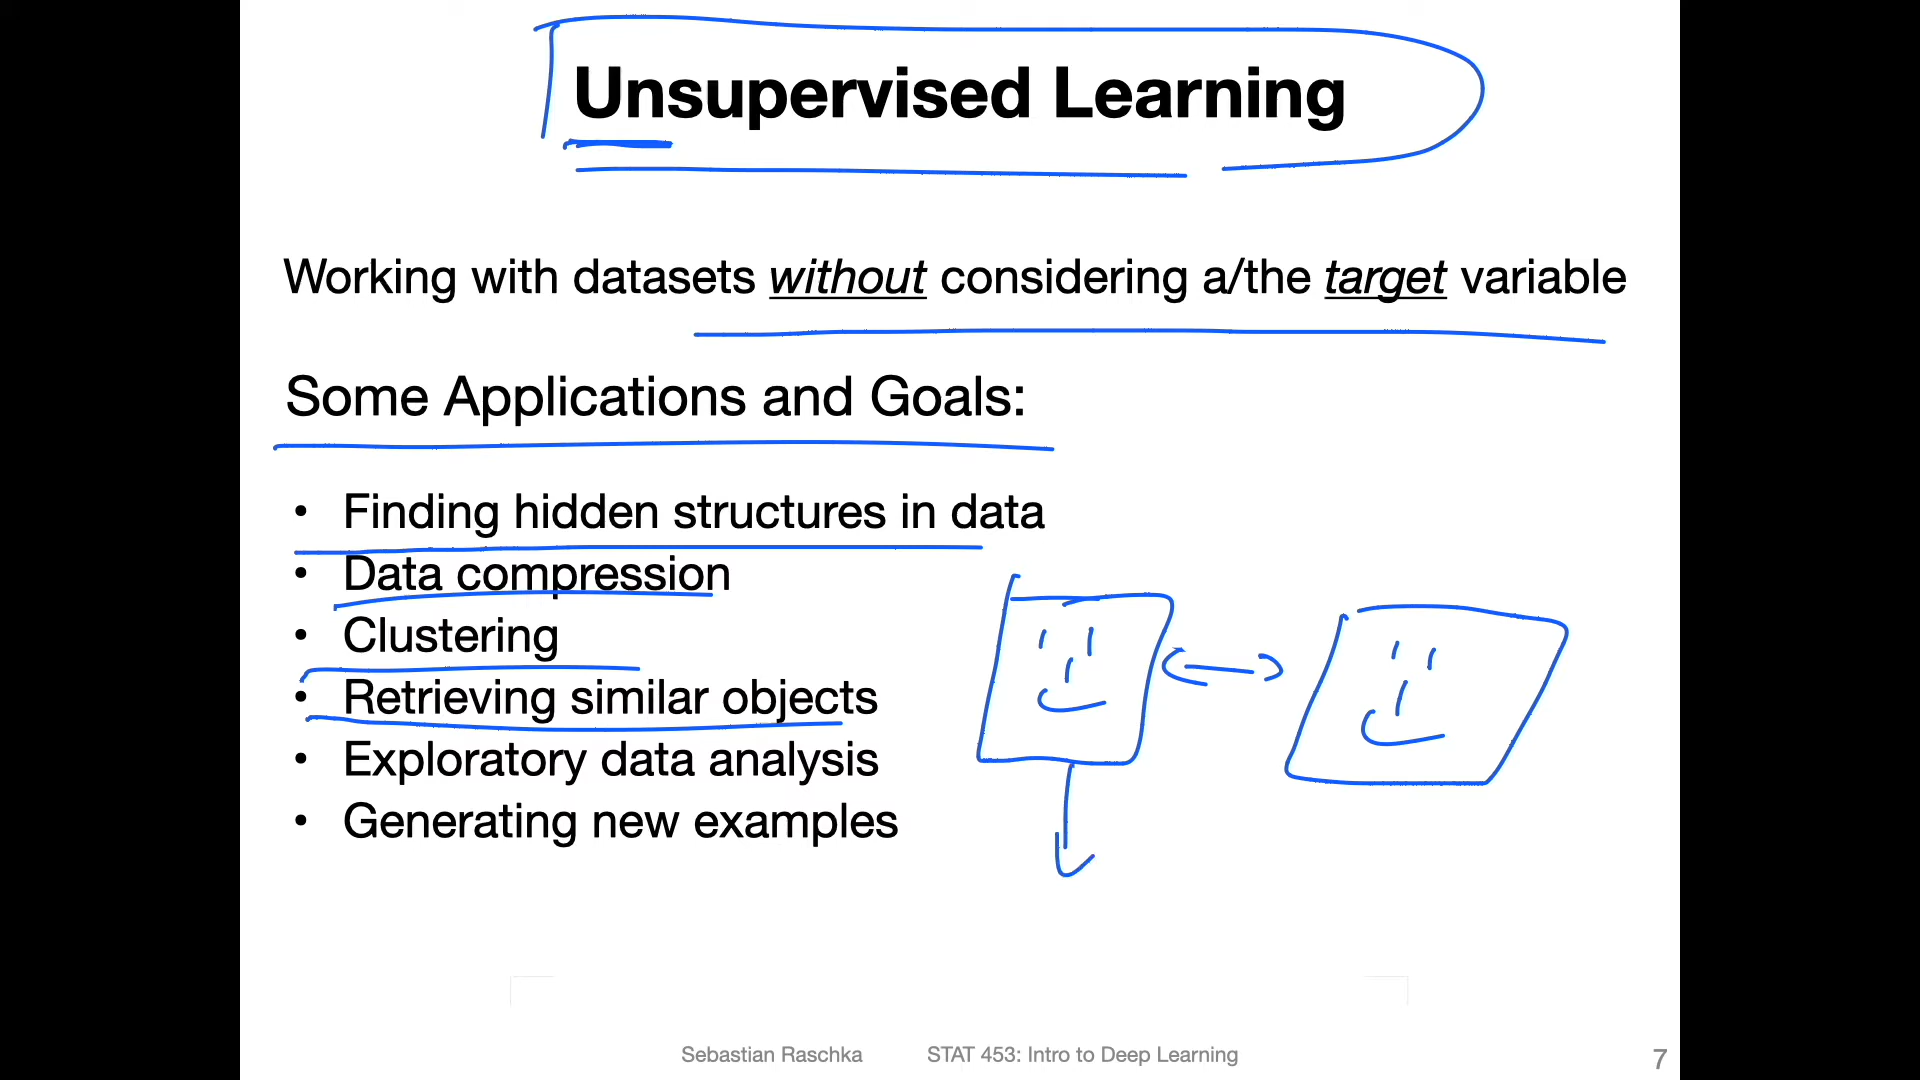 Unsupervised Learning
Working with datasets without considering a/the target variable
Some Applications and Goals:
• Finding hidden structures in data
• Data compression
• Clustering
• Retrieving similar objects
• Exploratory data analysis
• Generating new examples
Sebastian Raschka STAT 453: Intro to Deep Learning 7